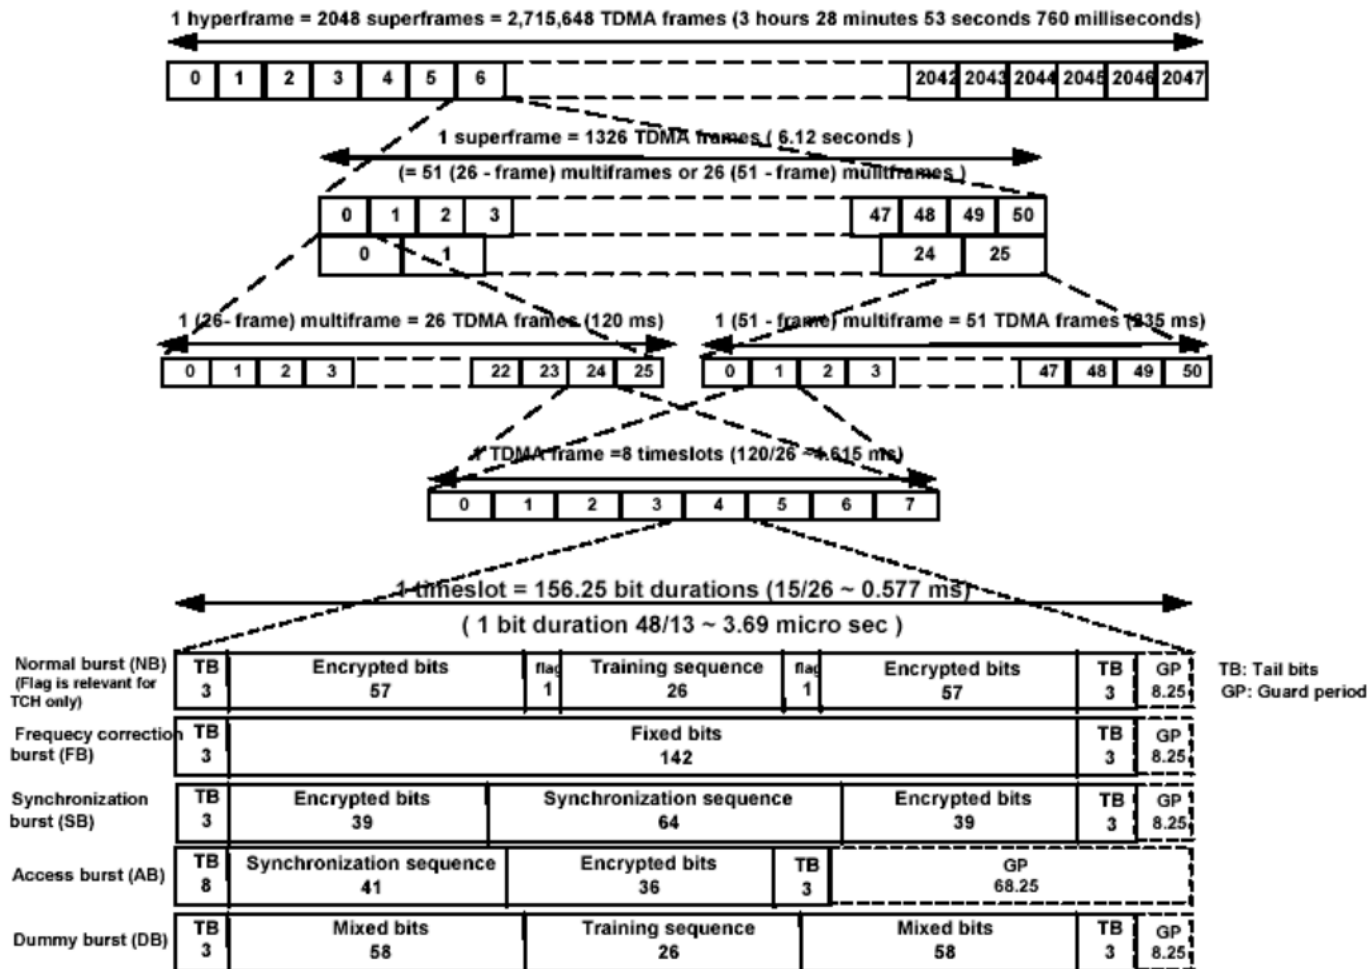 1 hyperframe = 2048 superframes = 2,715,648 TDMA frames (3 hours 28 minutes 53 seconds 760 milliseconds)
0 1 2 3 4 5 6 2042 2043 2044 2045 2046 2047
1 superframe = 1326 TDMA frames ( 6.12 seconds )
(= 51 (26 - frame) multiframes or 26 (51 - frame) multiframes )
0 1 2 3 47 48 49 50
0 1 24 25
1 (26- frame) multiframe = 26 TDMA frames (120 ms) 1 (51 - frame) multiframe = 51 TDMA frames (235 ms)
0 1 2 3 22 23 24 25 0 1 2 3 47 48 49 50
1 TDMA frame =8 timeslots (120/26 ~4.615 ms)
0 1 2 3 4 5 6 7
1 timeslot = 156.25 bit durations (15/26 ~ 0.577 ms)
( 1 bit duration 48/13 ~ 3.69 micro sec )
Normal burst (NB) TB Encrypted bits flag Training sequence flag Encrypted bits TB GP TB: Tail bits
(Flag is relevant for 3 57 1 26 1 57 3 8.25 GP: Guard period
TCH only)
Frequecy correction TB Fixed bits TB GP
burst (FB) 3 142 3 8.25
Synchronization TB Encrypted bits Synchronization sequence Encrypted bits TB GP
burst (SB) 3 39 64 39 3 8.25
Access burst (AB) TB Synchronization sequence Encrypted bits TB GP
8 41 36 3 68.25
Dummy burst (DB) TB Mixed bits Training sequence Mixed bits TB GP
3 58 26 58 3 8.25